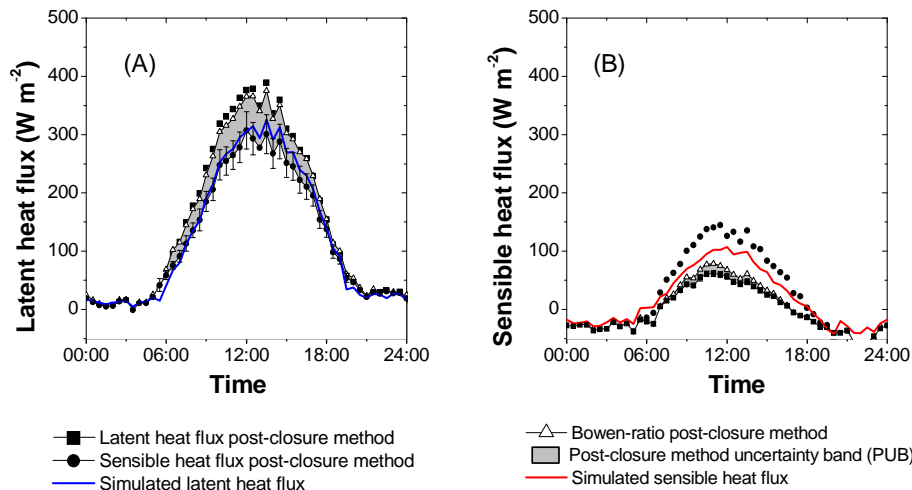 (A)
Latent heat flux (W m⁻²)
500
400
300
200
100
0
00:00 06:00 12:00 18:00 24:00
Time
(B)
Sensible heat flux (W m⁻²)
500
400
300
200
100
0
00:00 06:00 12:00 18:00 24:00
Time
Latent heat flux post-closure method
Sensible heat flux post-closure method
Simulated latent heat flux
Bowen-ratio post-closure method
Post-closure method uncertainty band (PUB)
Simulated sensible heat flux